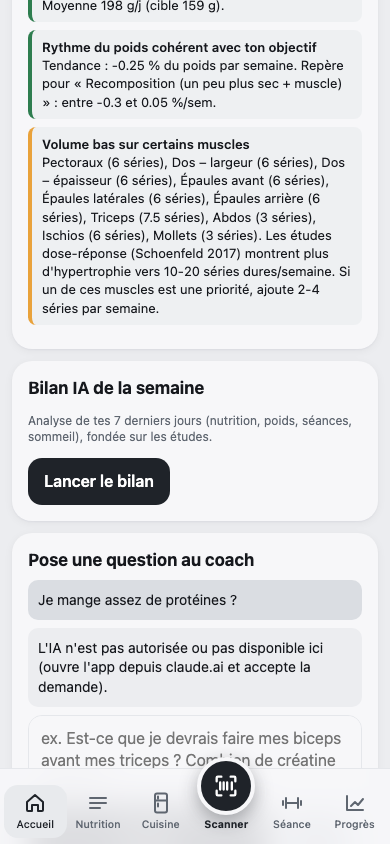 Moyenne 198 g/j (cible 159 g).
Rythme du poids cohérent avec ton objectif
Tendance : -0.25 % du poids par semaine. Repère
pour « Recomposition (un peu plus sec + muscle)
» : entre -0.3 et 0.05 %/sem.
Volume bas sur certains muscles
Pectoraux (6 séries), Dos – largeur (6 séries), Dos
– épaisseur (6 séries), Épaules avant (6 séries),
Épaules latérales (6 séries), Épaules arrière (6
séries), Triceps (7.5 séries), Abdos (3 séries),
Ischios (6 séries), Mollets (3 séries). Les études
dose-réponse (Schoenfeld 2017) montrent plus
d'hypertrophie vers 10-20 séries dures/semaine. Si
un de ces muscles est une priorité, ajoute 2-4
séries par semaine.
Bilan IA de la semaine
Analyse de tes 7 derniers jours (nutrition, poids, séances,
sommeil), fondée sur les études.
Lancer le bilan
Pose une question au coach
Je mange assez de protéines ?
L'IA n'est pas autorisée ou pas disponible ici
(ouvre l'app depuis claude.ai et accepte la
demande).
ex. Est-ce que je devrais faire mes biceps
avant mes triceps ? Combien de créatine
Accueil
Nutrition
Cuisine
Scanner
Séance
Progrès